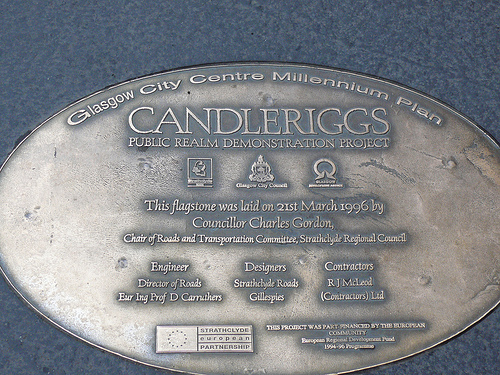 Glasgow City Centre Millennium Plan
CANDLERIGGS
PUBLIC REALM DEMONSTRATION PROJECT
Glasgow City Council
This flagstone was laid on 21st March 1996 by
Councillor Charles Gordon,
Chair of Roads and Transportation Committee, Strathclyde Regional Council
Engineer Designers Contractors
Director of Roads Strathclyde Roads R J McLeod
Eur Ing Prof D Carruthers Gillespies (Contractors) Ltd
STRATHCLYDE
european
PARTNERSHIP
THIS PROJECT WAS PART FINANCED BY THE EUROPEAN
COMMUNITY
European Regional Development Fund
1994-96 Programme